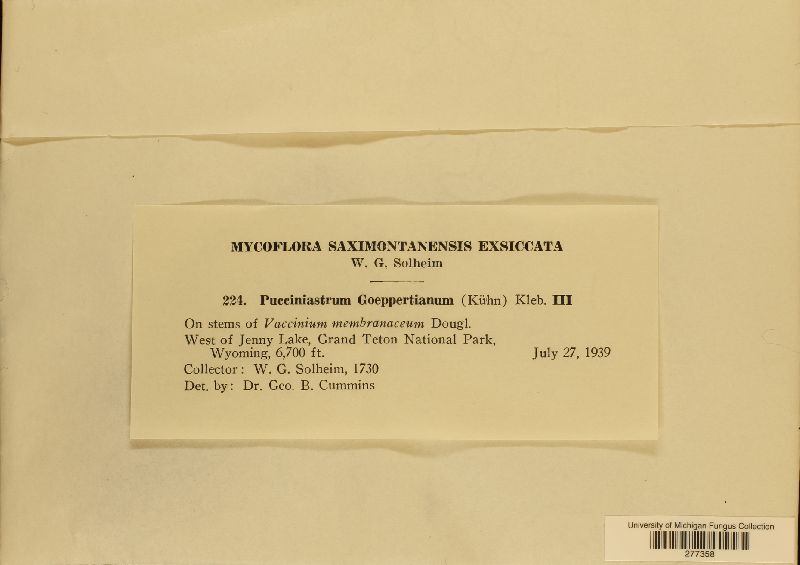 MYCOFLORA SAXIMONTANENSIS EXSICCATA
W. G. Solheim
224. Pucciniastrum Goeppertianum (Kühn) Kleb. III
On stems of Vaccinium membranaceum Dougl.
West of Jenny Lake, Grand Teton National Park,
Wyoming, 6,700 ft. July 27, 1939
Collector: W. G. Solheim, 1730
Det. by: Dr. Geo. B. Cummins
University of Michigan Fungus Collection
277358